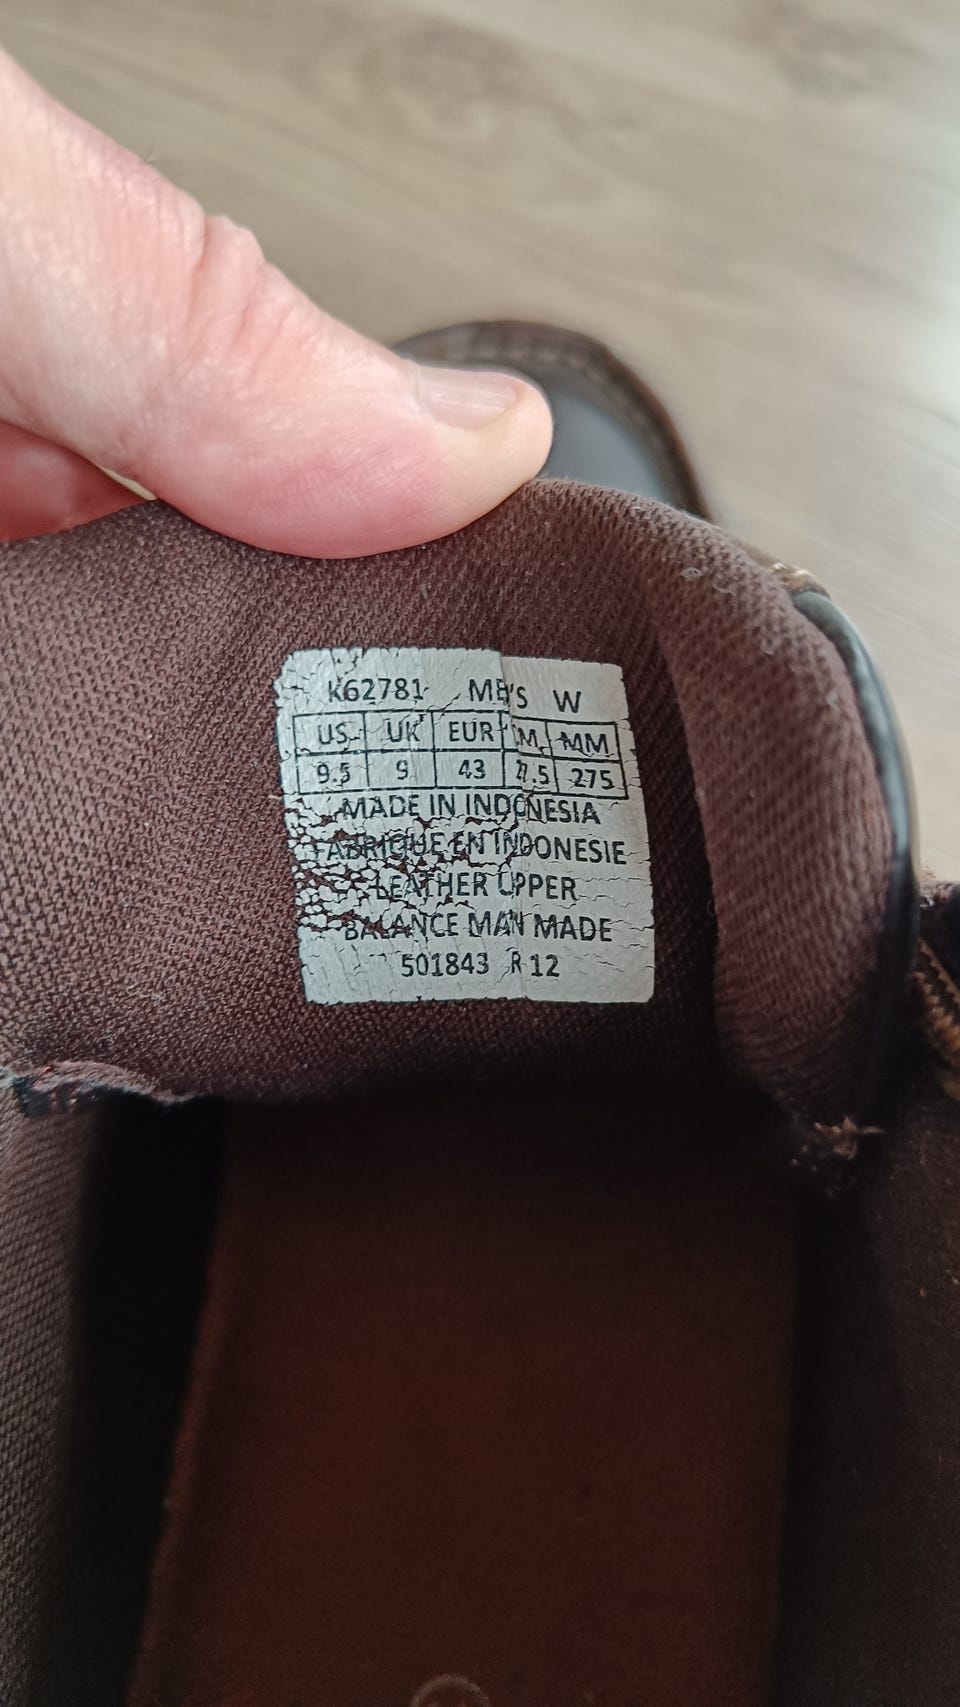 K62781 MEN'S W
US UK EUR CM MM
9.5 9 43 27.5 275
MADE IN INDONESIA
FABRIQUE EN INDONESIE
LEATHER UPPER
BALANCE MAN MADE
501843 R 12